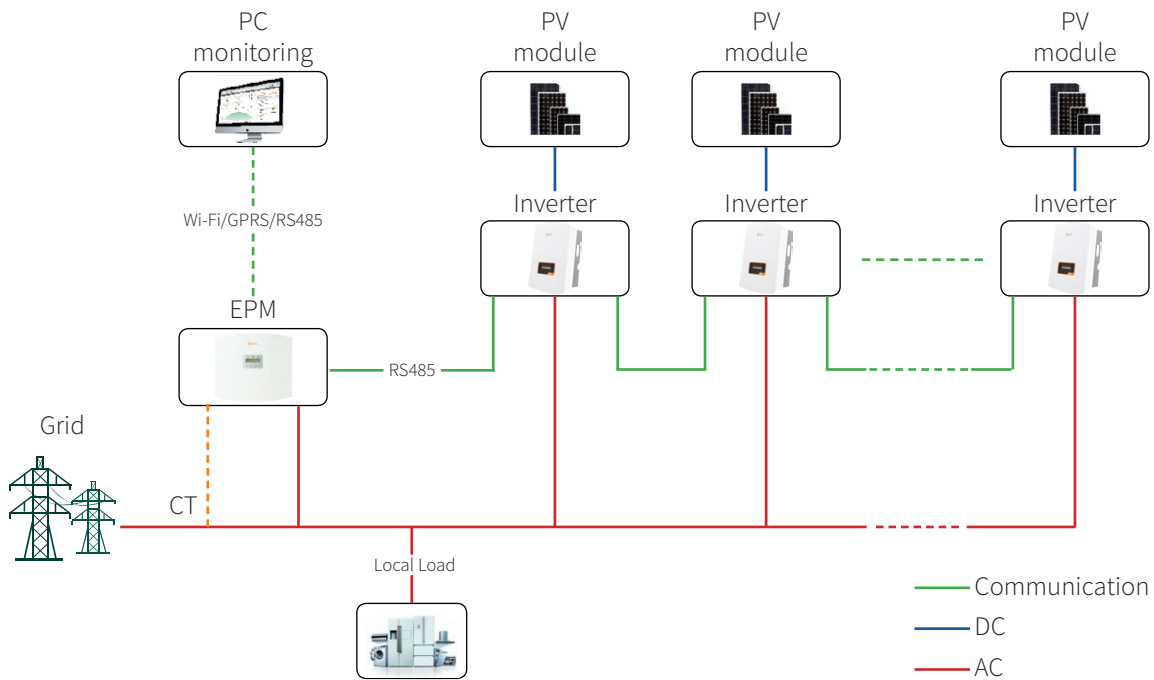 PC
monitoring
PV
module
PV
module
PV
module
Wi-Fi/GPRS/RS485
Inverter
Inverter
Inverter
EPM
RS485
Grid
CT
Local Load
Communication
DC
AC